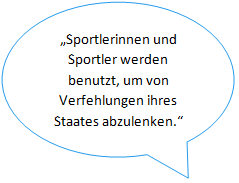 „Sportlerinnen und
Sportler werden
benutzt, um von
Verfehlungen ihres
Staates abzulenken.“